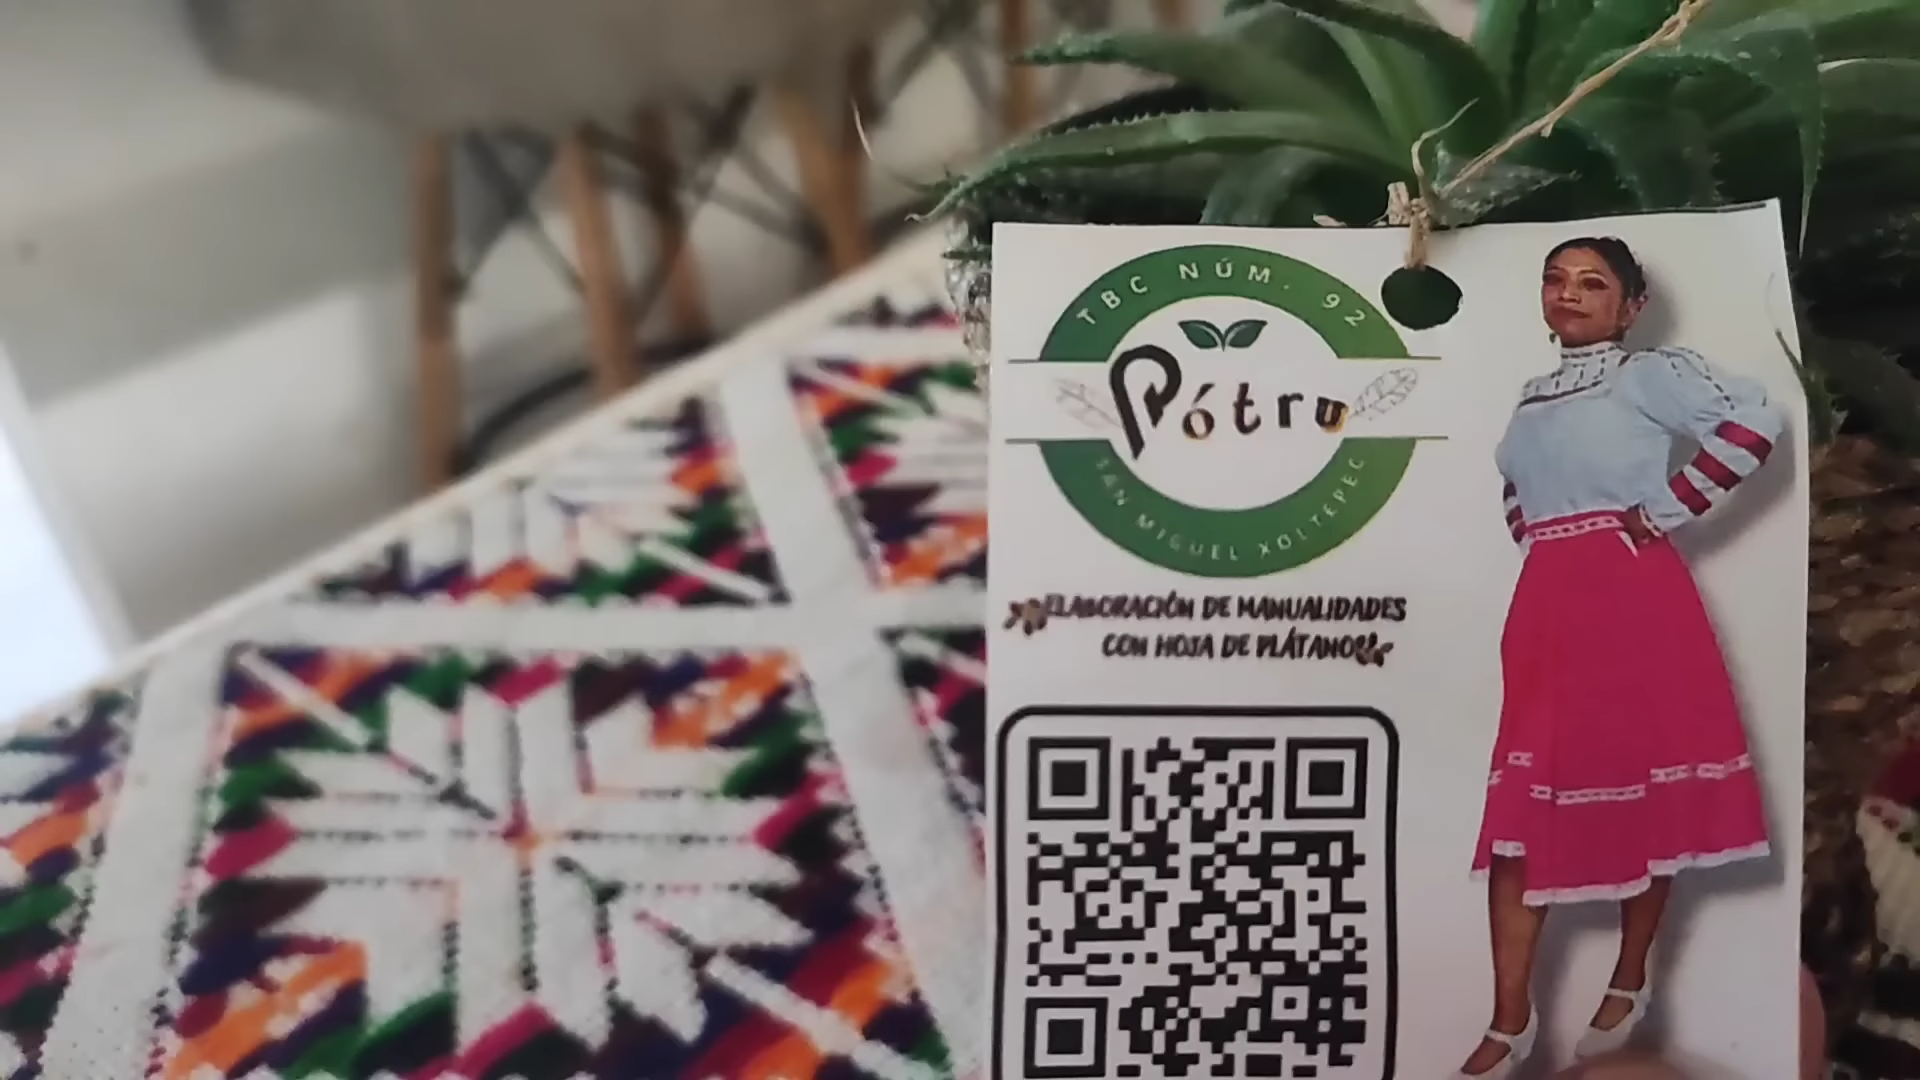 TBC NÚM. 92
Pótru
SAN MIGUEL XOLTEPEC
ELABORACIÓN DE MANUALIDADES
CON HOJA DE PLÁTANO